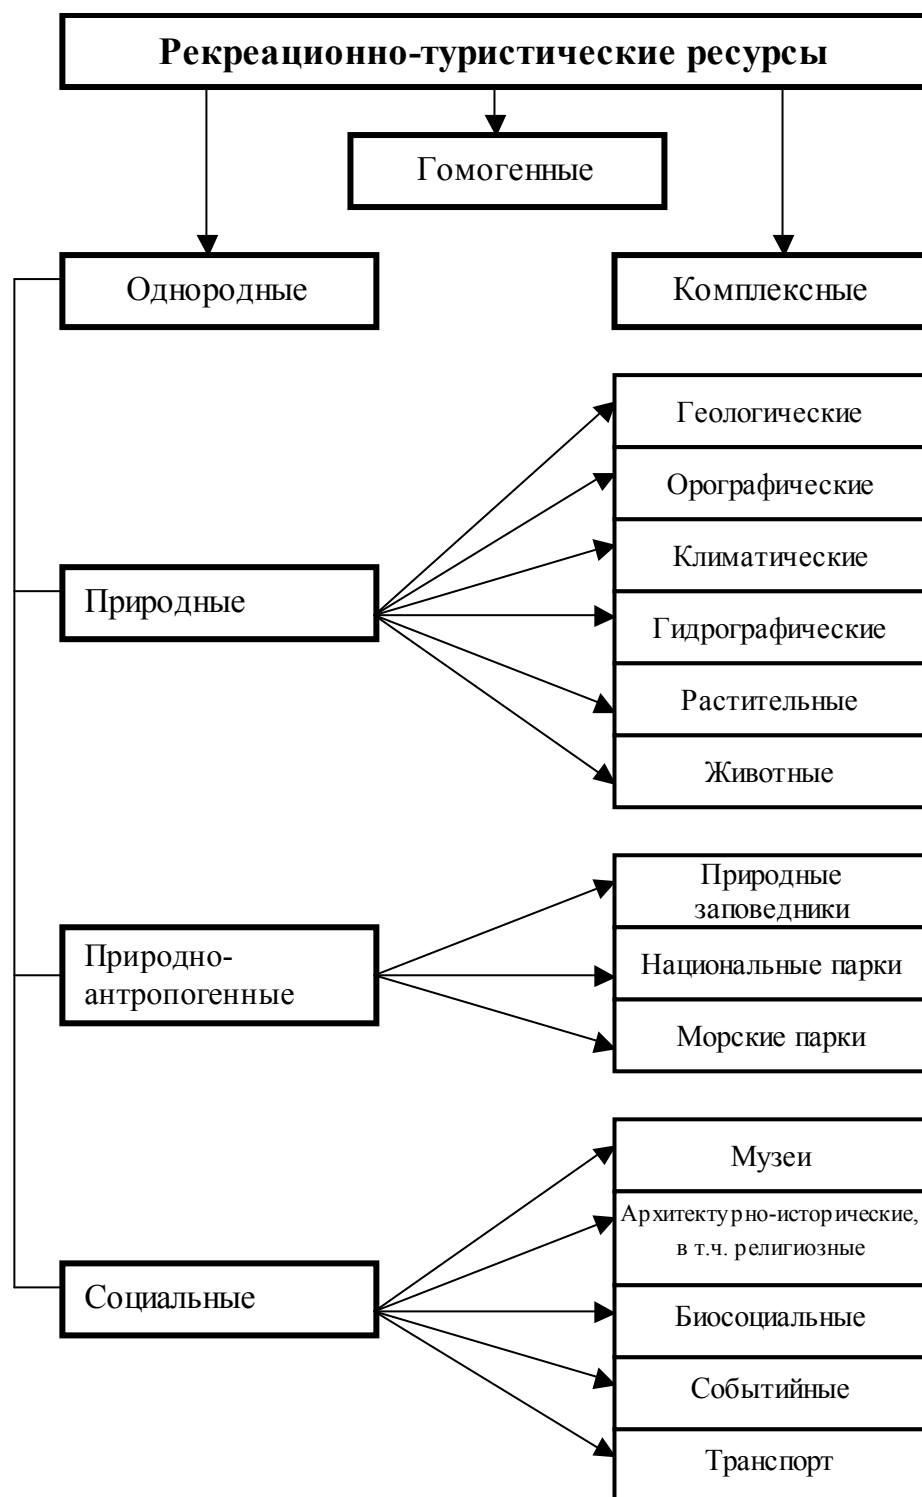 Рекреационно-туристические ресурсы
Гомогенные
Однородные
Комплексные
Геологические
Орографические
Климатические
Природные
Гидрографические
Растительные
Животные
Природные
заповедники
Природно-
антропогенные
Национальные парки
Морские парки
Музеи
Архитектурно-исторические,
в т.ч. религиозные
Социальные
Биосоциальные
Событийные
Транспорт